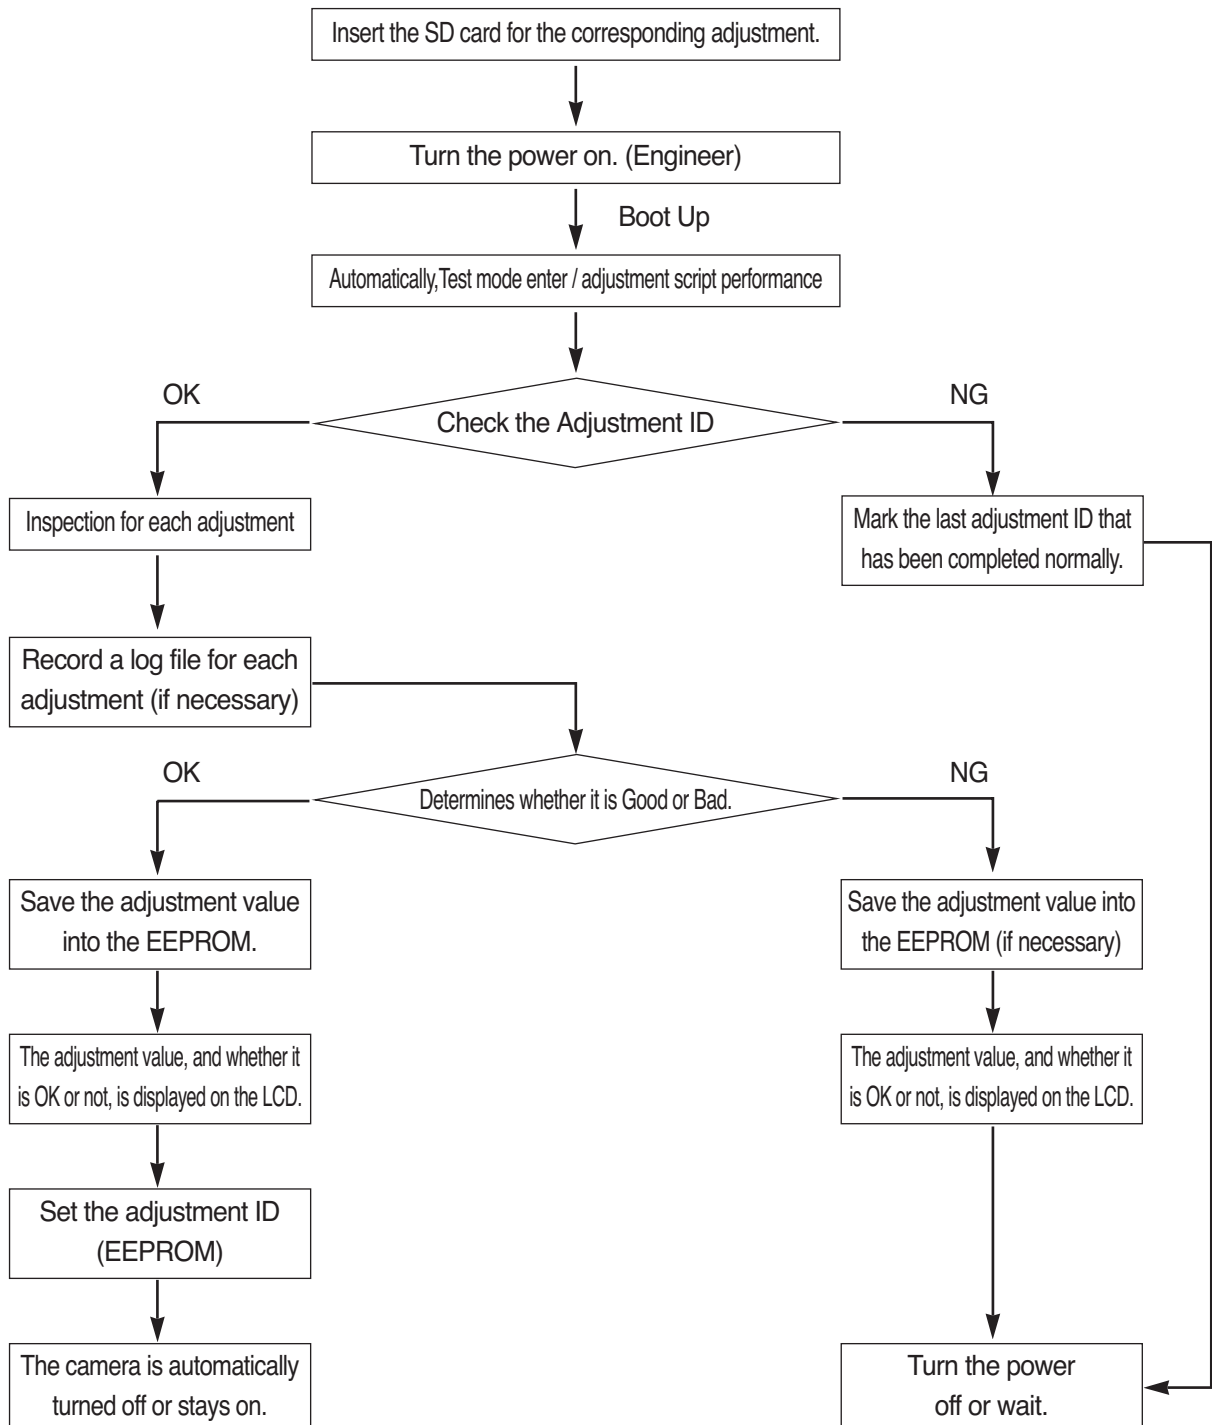 Insert the SD card for the corresponding adjustment.
Turn the power on. (Engineer)
Boot Up
Automatically,Test mode enter / adjustment script performance
OK
NG
Check the Adjustment ID
Inspection for each adjustment
Mark the last adjustment ID that
has been completed normally.
Record a log file for each
adjustment (if necessary)
OK
NG
Determines whether it is Good or Bad.
Save the adjustment value
into the EEPROM.
Save the adjustment value into
the EEPROM (if necessary)
The adjustment value, and whether it
is OK or not, is displayed on the LCD.
The adjustment value, and whether it
is OK or not, is displayed on the LCD.
Set the adjustment ID
(EEPROM)
The camera is automatically
turned off or stays on.
Turn the power
off or wait.